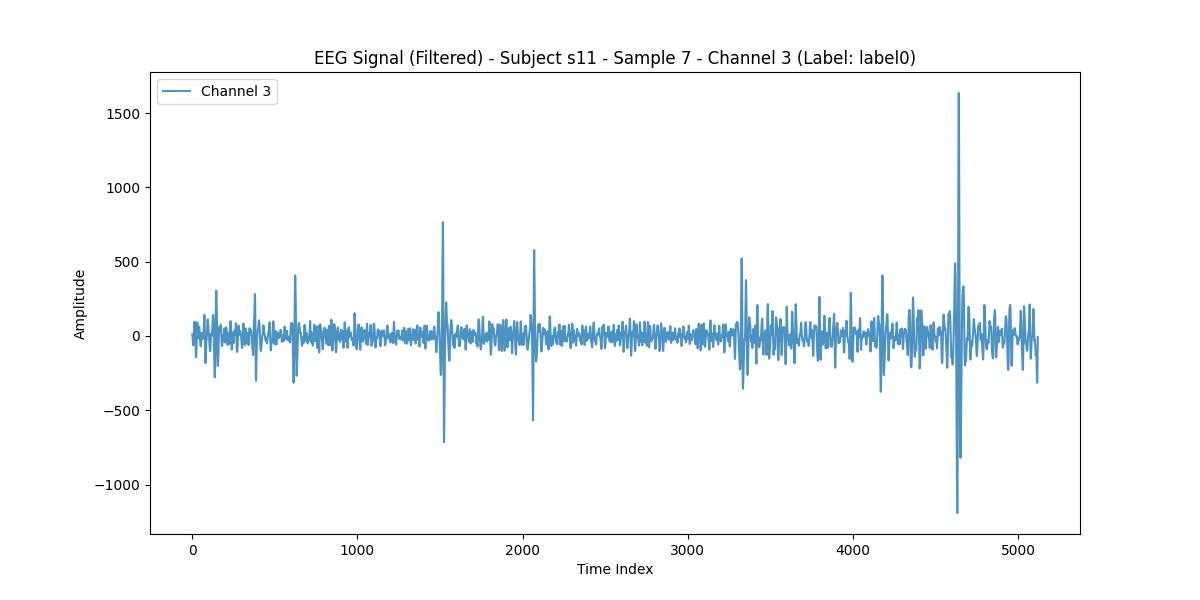 EEG Signal (Filtered) - Subject s11 - Sample 7 - Channel 3 (Label: label0)
Channel 3
1500
1000
500
0
−500
−1000
Amplitude
0 1000 2000 3000 4000 5000
Time Index